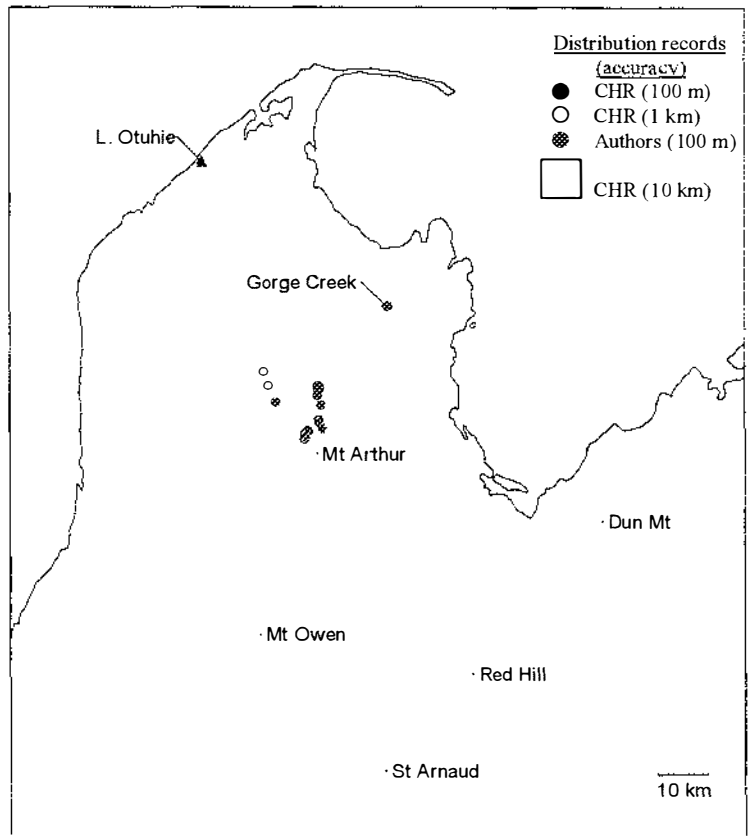 Distribution records
(accuracy)
CHR (100 m)
CHR (1 km)
Authors (100 m)
CHR (10 km)
L. Otuhie
Gorge Creek
Mt Arthur
Dun Mt
Mt Owen
Red Hill
St Arnaud
10 km